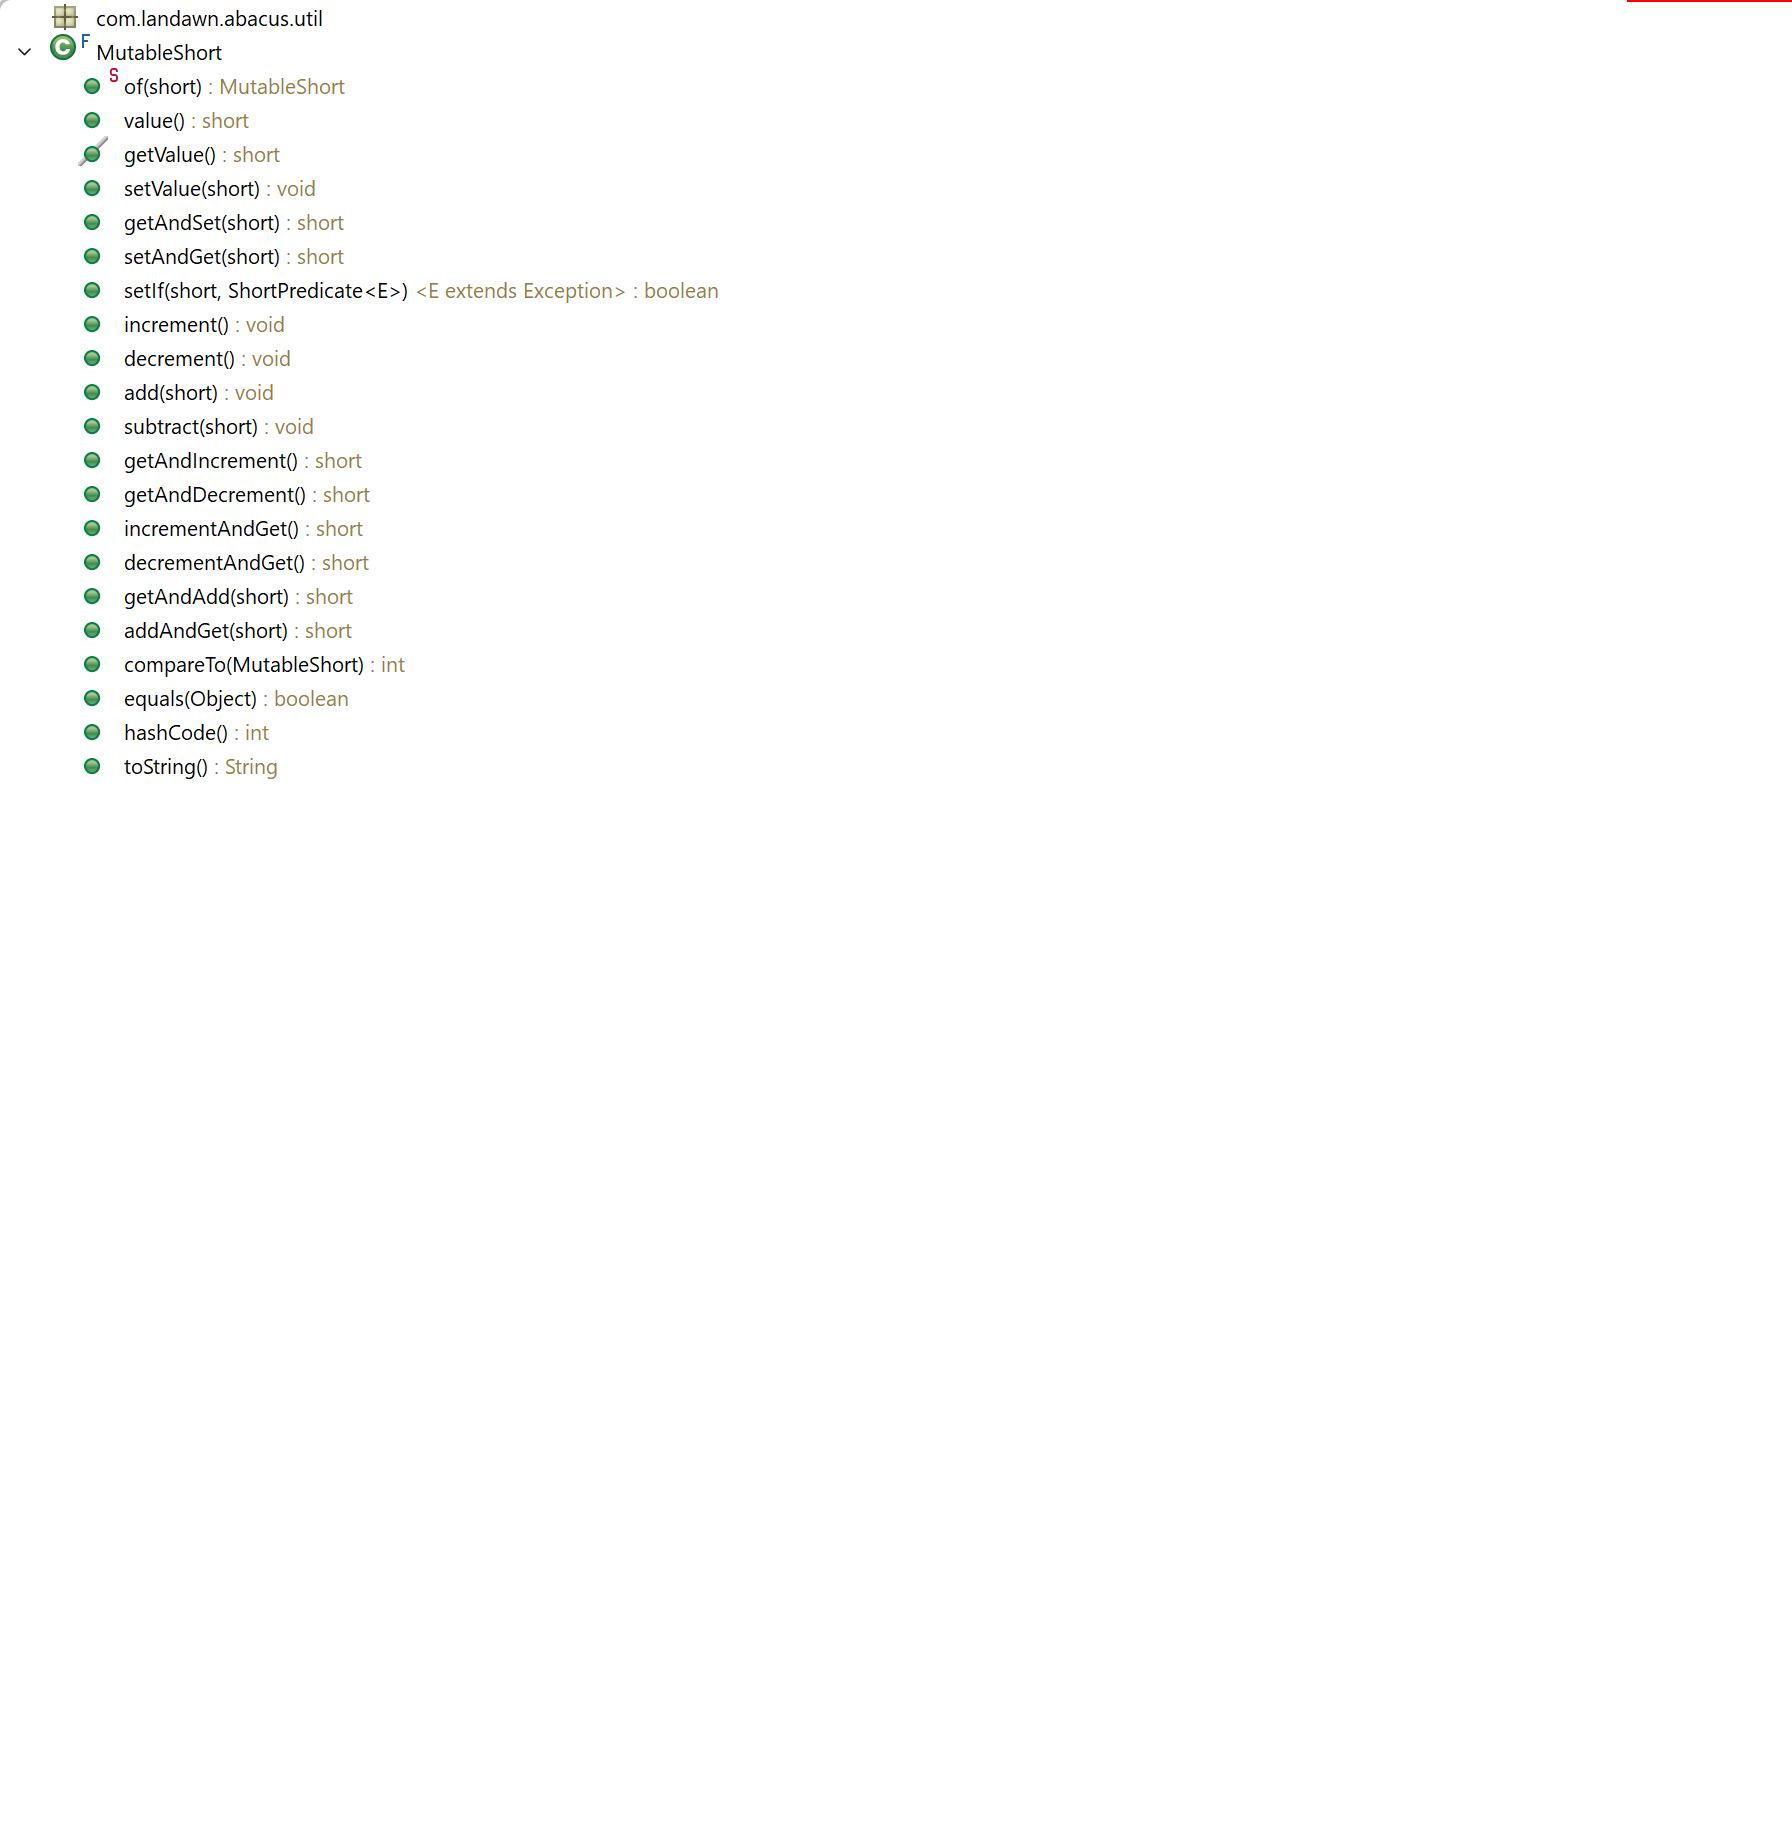 com.landawn.abacus.util
C F MutableShort
S of(short) : MutableShort
value() : short
getValue() : short
setValue(short) : void
getAndSet(short) : short
setAndGet(short) : short
setIf(short, ShortPredicate<E>) <E extends Exception> : boolean
increment() : void
decrement() : void
add(short) : void
subtract(short) : void
getAndIncrement() : short
getAndDecrement() : short
incrementAndGet() : short
decrementAndGet() : short
getAndAdd(short) : short
addAndGet(short) : short
compareTo(MutableShort) : int
equals(Object) : boolean
hashCode() : int
toString() : String